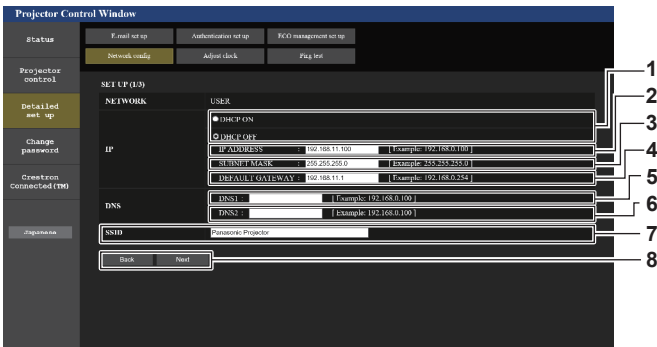 Projector Control Window
Status
Projector
control
Detailed
set up
Change
password
Crestron
Connected(TM)
Japanese
E-mail set up
Authentication set up
ECO management set up
Network config
Adjust clock
Ping test
SET UP (1/3)
NETWORK USER
IP
DHCP ON
DHCP OFF
IP ADDRESS : 192.168.11.100 [ Example: 192.168.0.100 ]
SUBNET MASK : 255.255.255.0 [ Example: 255.255.255.0 ]
DEFAULT GATEWAY : 192.168.11.1 [ Example: 192.168.0.254 ]
DNS
DNS1 : [ Example: 192.168.0.100 ]
DNS2 : [ Example: 192.168.0.100 ]
SSID Panasonic Projector
Back Next
1
2
3
4
5
6
7
8